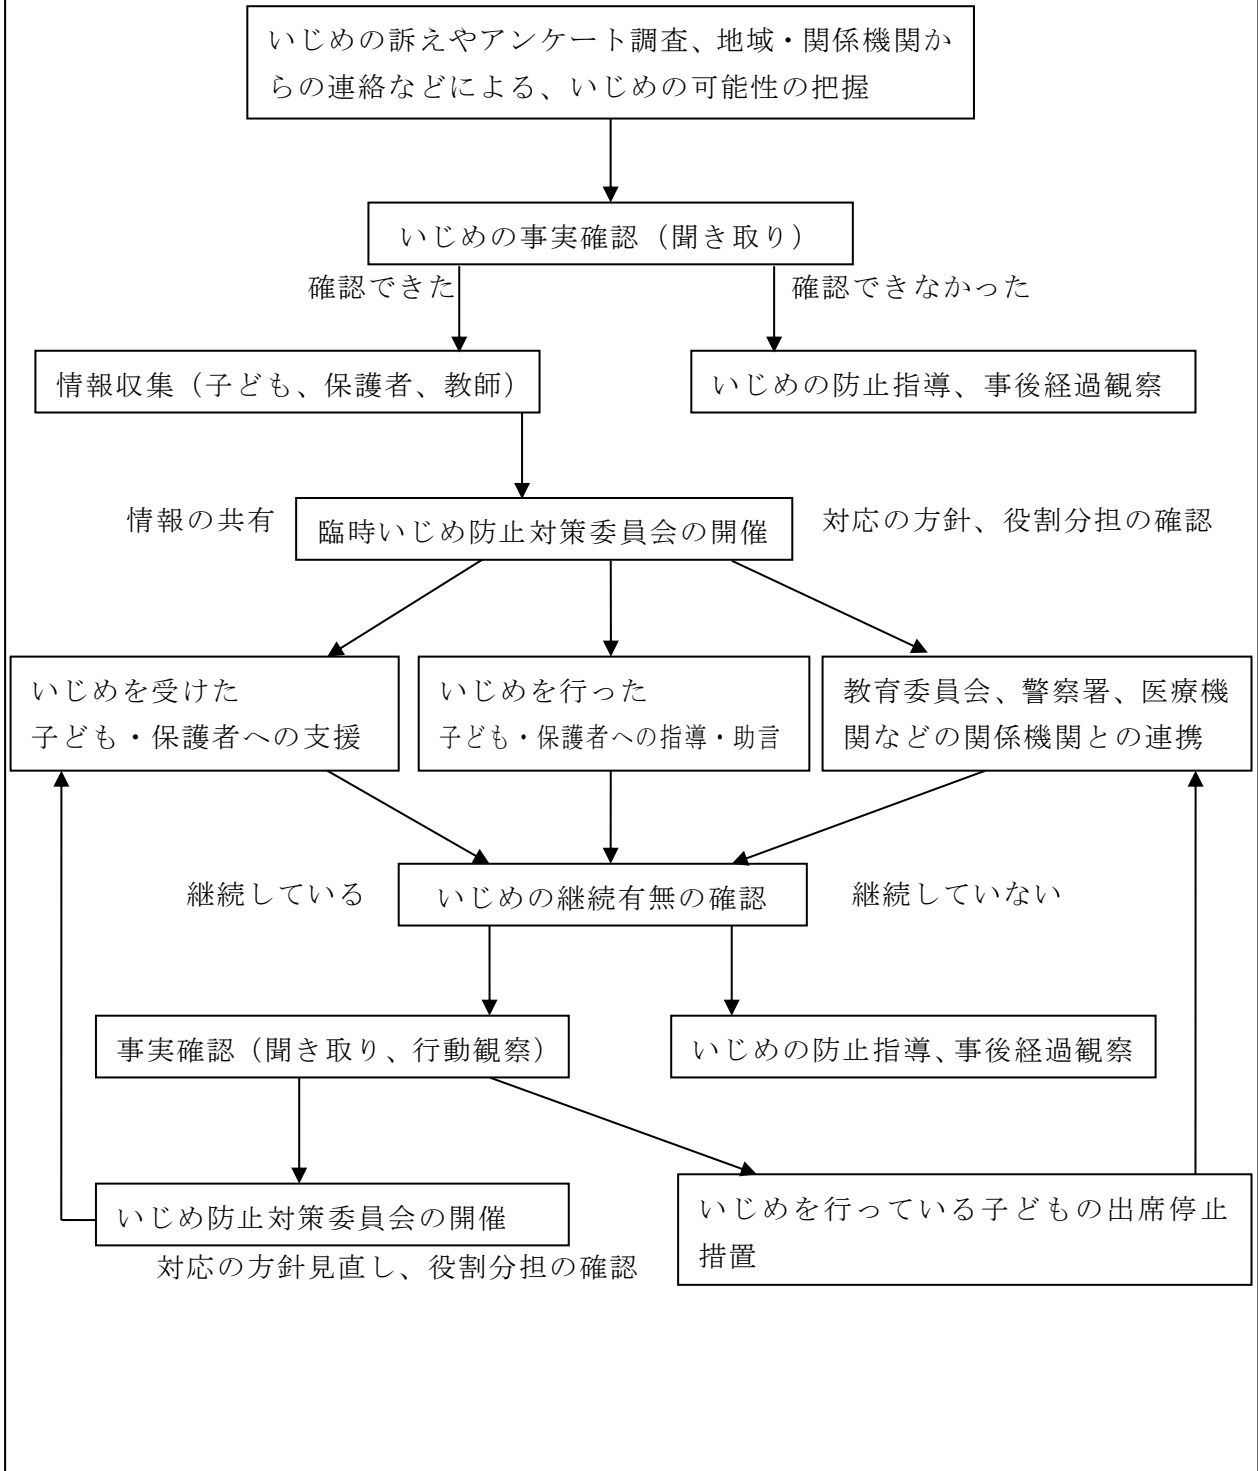 いじめの訴えやアンケート調査、地域・関係機関か
らの連絡などによる、いじめの可能性の把握
いじめの事実確認（聞き取り）
確認できた
確認できなかった
情報収集（子ども、保護者、教師）
いじめの防止指導、事後経過観察
情報の共有
臨時いじめ防止対策委員会の開催
対応の方針、役割分担の確認
いじめを受けた
子ども・保護者への支援
いじめを行った
子ども・保護者への指導・助言
教育委員会、警察署、医療機
関などの関係機関との連携
継続している
いじめの継続有無の確認
継続していない
事実確認（聞き取り、行動観察）
いじめの防止指導、事後経過観察
いじめ防止対策委員会の開催
対応の方針見直し、役割分担の確認
いじめを行っている子どもの出席停止
措置